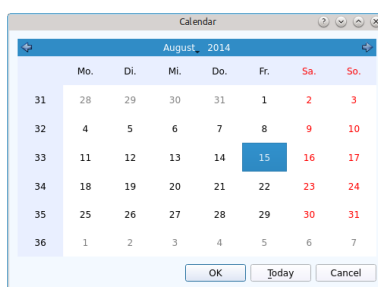 Calendar
August 2014
Mo. Di. Mi. Do. Fr. Sa. So.
31 28 29 30 31 1 2 3
32 4 5 6 7 8 9 10
33 11 12 13 14 15 16 17
34 18 19 20 21 22 23 24
35 25 26 27 28 29 30 31
36 1 2 3 4 5 6 7
OK Today Cancel